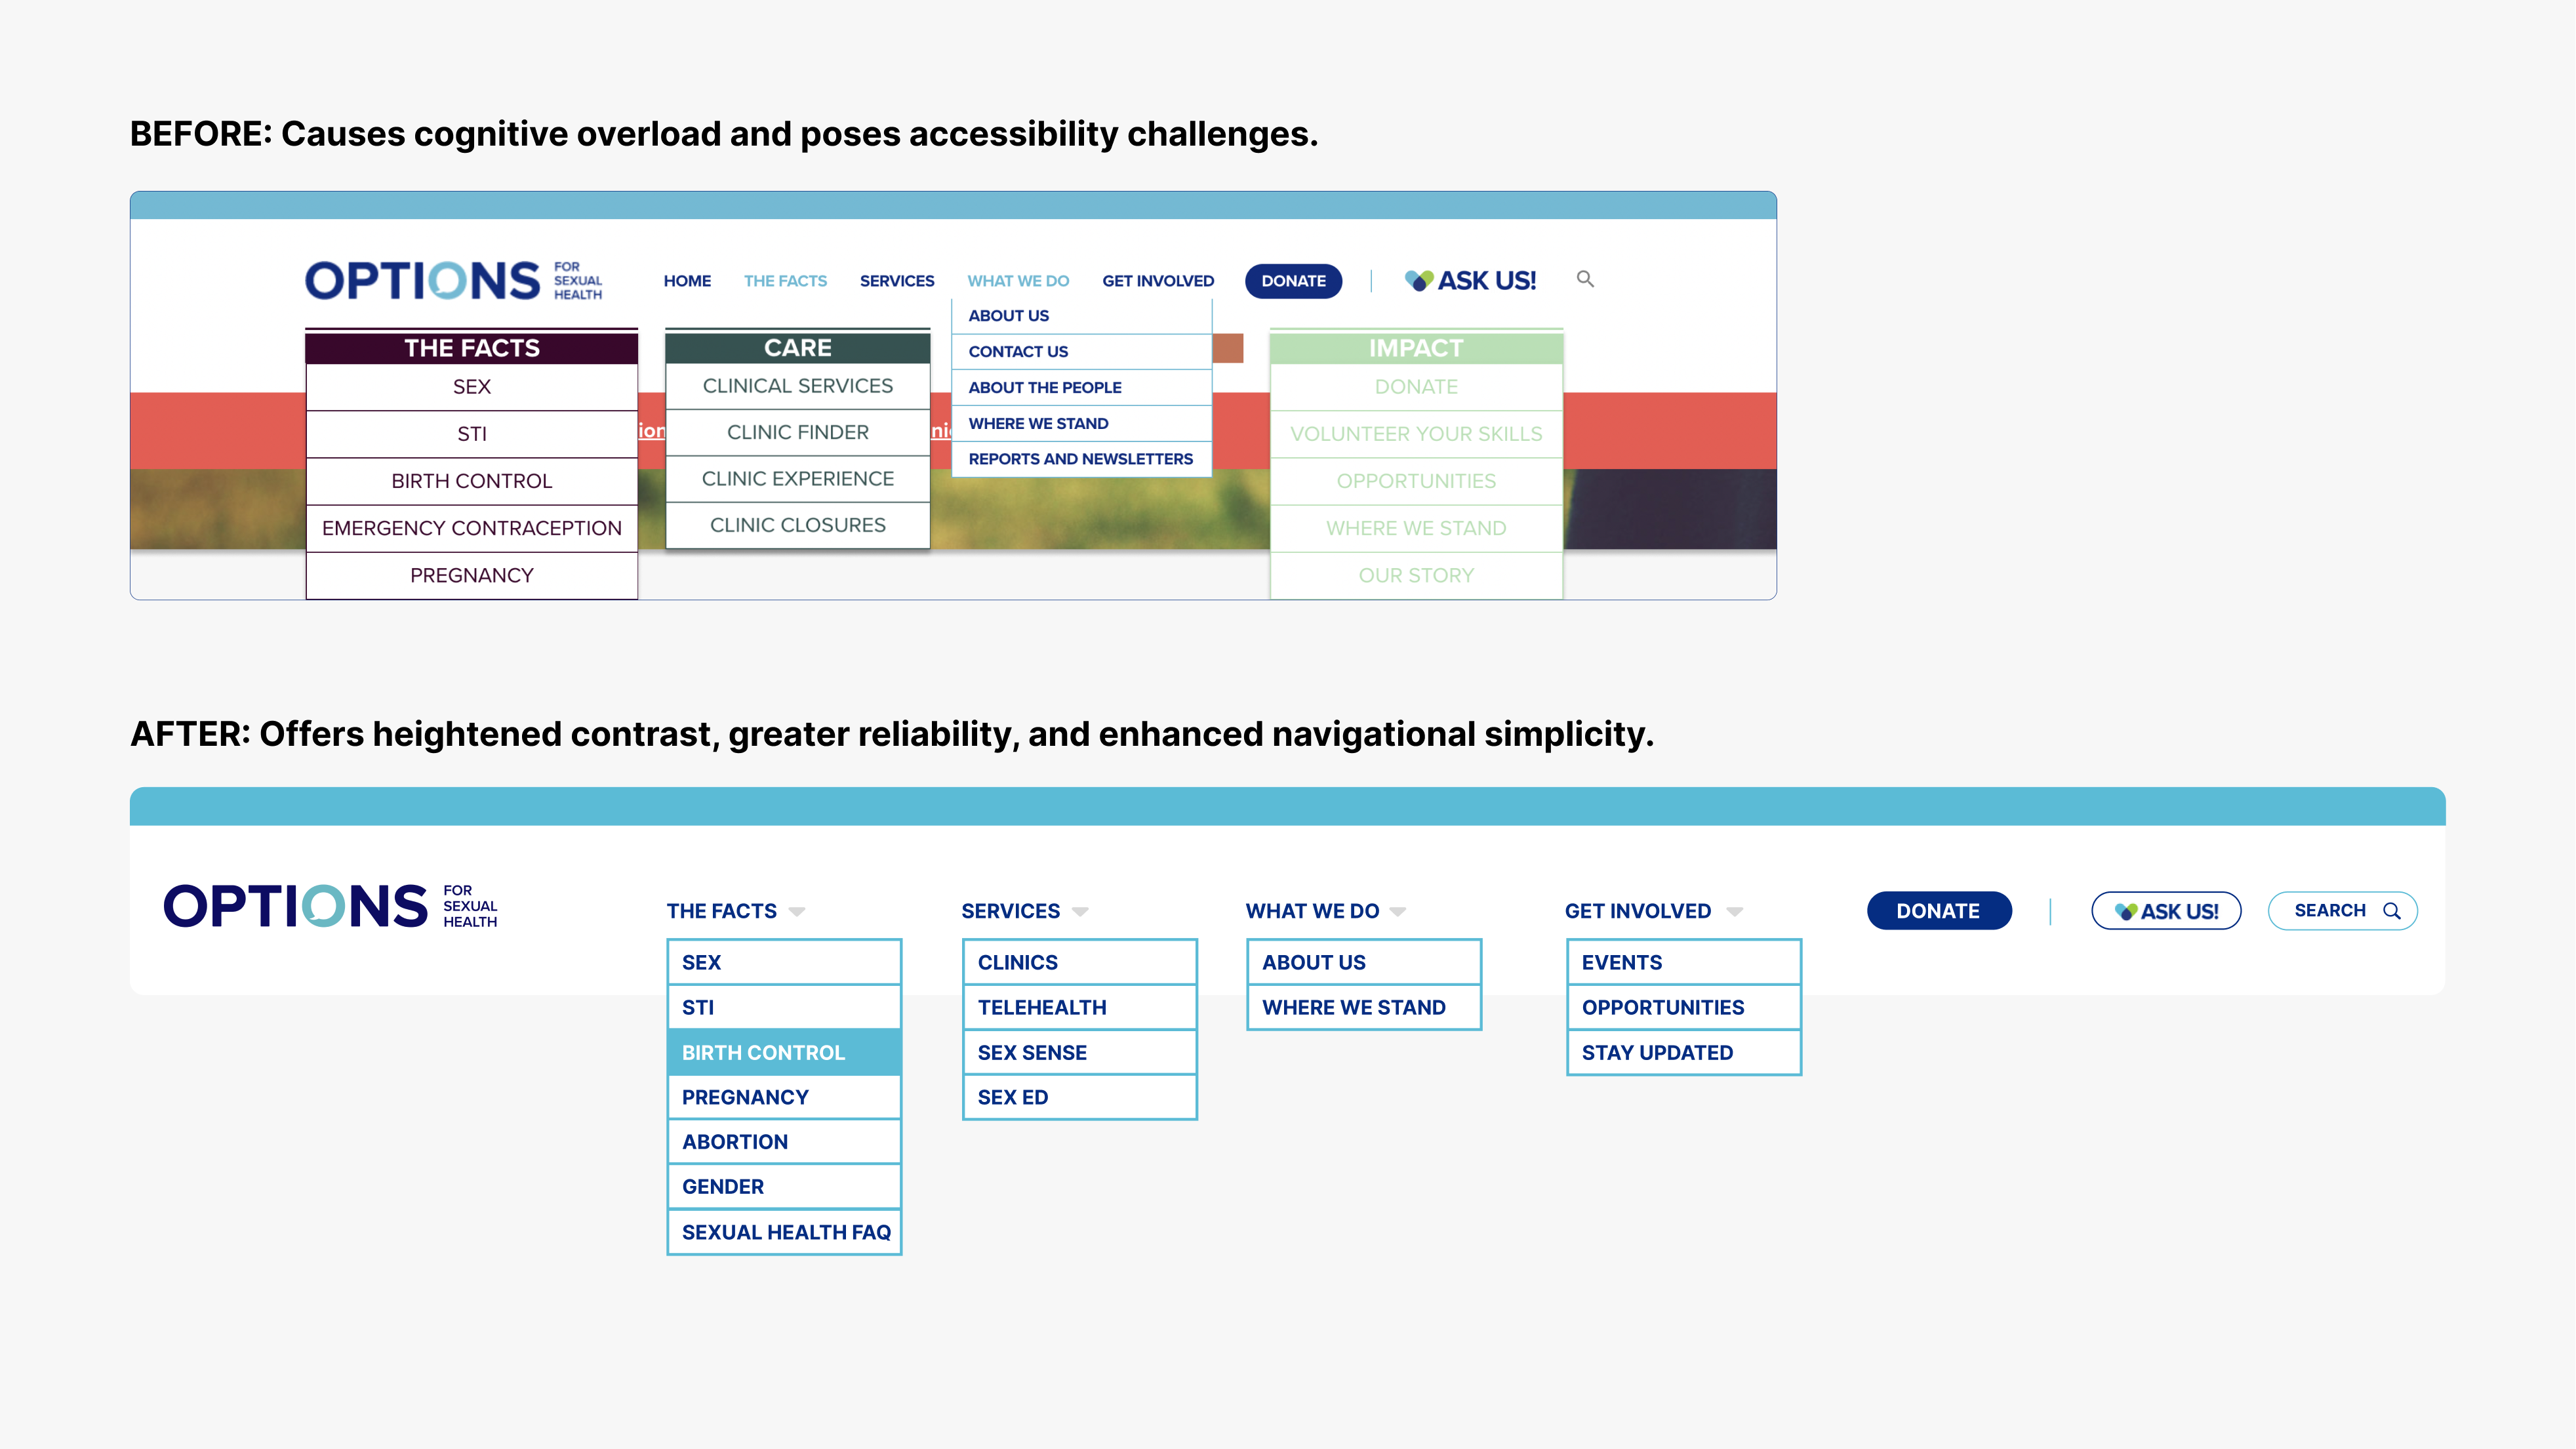 BEFORE: Causes cognitive overload and poses accessibility challenges.
OPTIONS
FOR
SEXUAL
HEALTH
HOME
THE FACTS
SERVICES
WHAT WE DO
GET INVOLVED
DONATE
ASK US!
THE FACTS
SEX
STI
BIRTH CONTROL
EMERGENCY CONTRACEPTION
PREGNANCY
CARE
CLINICAL SERVICES
CLINIC FINDER
CLINIC EXPERIENCE
CLINIC CLOSURES
ABOUT US
CONTACT US
ABOUT THE PEOPLE
WHERE WE STAND
REPORTS AND NEWSLETTERS
IMPACT
DONATE
VOLUNTEER YOUR SKILLS
OPPORTUNITIES
WHERE WE STAND
OUR STORY
AFTER: Offers heightened contrast, greater reliability, and enhanced navigational simplicity.
OPTIONS
FOR
SEXUAL
HEALTH
THE FACTS
SEX
STI
BIRTH CONTROL
PREGNANCY
ABORTION
GENDER
SEXUAL HEALTH FAQ
SERVICES
CLINICS
TELEHEALTH
SEX SENSE
SEX ED
WHAT WE DO
ABOUT US
WHERE WE STAND
GET INVOLVED
EVENTS
OPPORTUNITIES
STAY UPDATED
DONATE
ASK US!
SEARCH